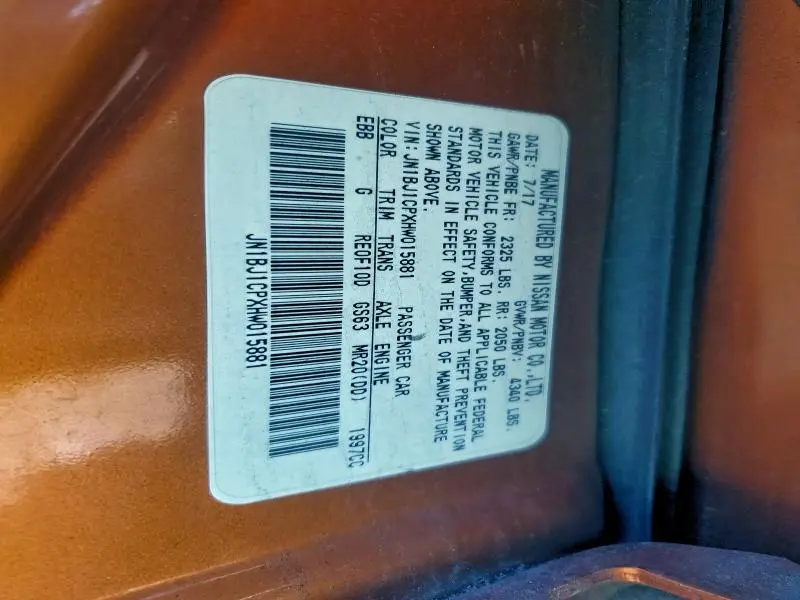 MANUFACTURED BY NISSAN MOTOR CO.,LTD.
DATE: 7/17 GVWR/PNBV: 4340 LBS.
GAWR/PNBE FR: 2325 LBS. RR: 2050 LBS.
THIS VEHICLE CONFORMS TO ALL APPLICABLE FEDERAL
MOTOR VEHICLE SAFETY,BUMPER,AND THEFT PREVENTION
STANDARDS IN EFFECT ON THE DATE OF MANUFACTURE
SHOWN ABOVE.
VIN:JN1BJ1CPXHW015881 PASSENGER CAR
COLOR TRIM TRANS AXLE ENGINE
EBB G RE0F10D GS63 MR20(DD) 1997CC
JN1BJ1CPXHW015881